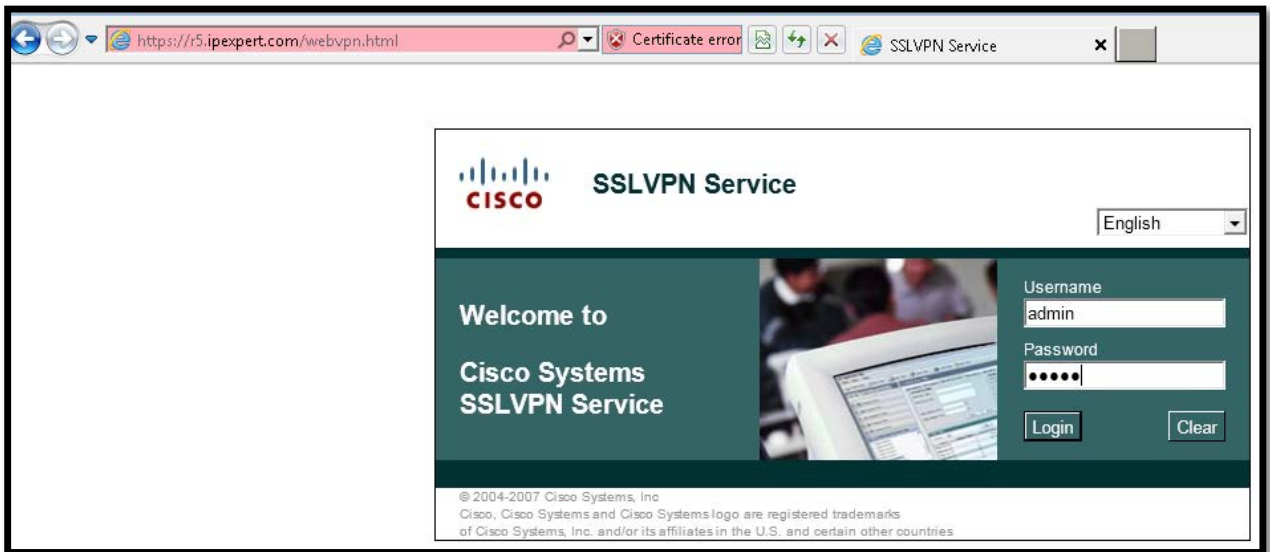 https://r5.ipexpert.com/webvpn.html
Certificate error
SSLVPN Service
CISCO
SSLVPN Service
English
Welcome to
Cisco Systems
SSLVPN Service
Username
admin
Password
●●●●●
Login
Clear
© 2004-2007 Cisco Systems, Inc
Cisco, Cisco Systems and Cisco Systems logo are registered trademarks
of Cisco Systems, Inc. and/or its affiliates in the U.S. and certain other countries